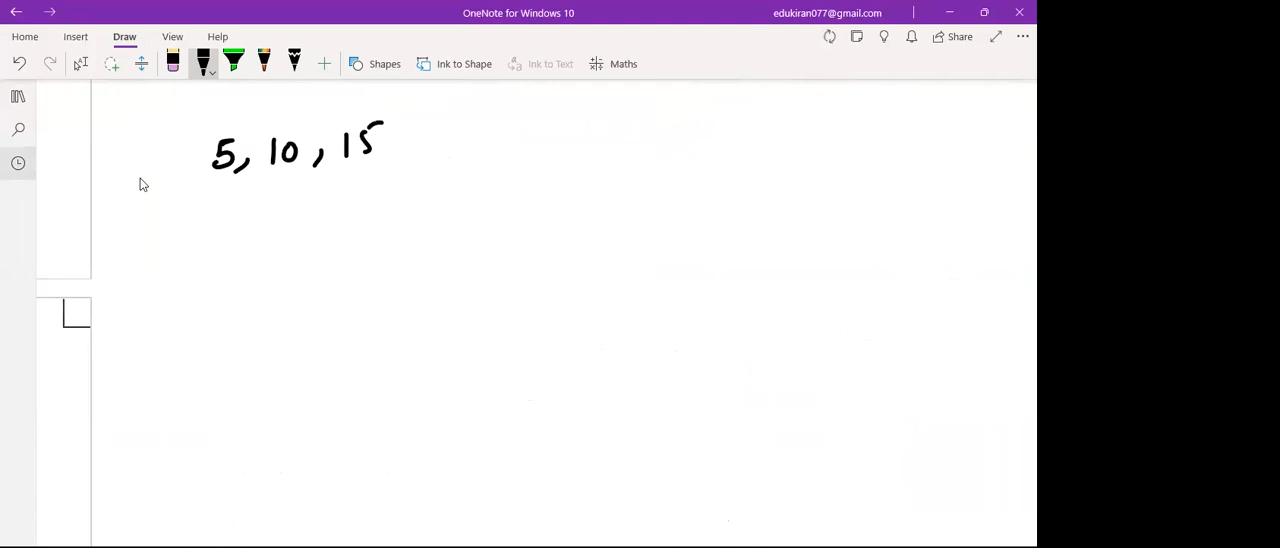 OneNote for Windows 10
edukiran077@gmail.com
Home Insert Draw View Help
Share
Shapes Ink to Shape Ink to Text Maths
5, 10, 15